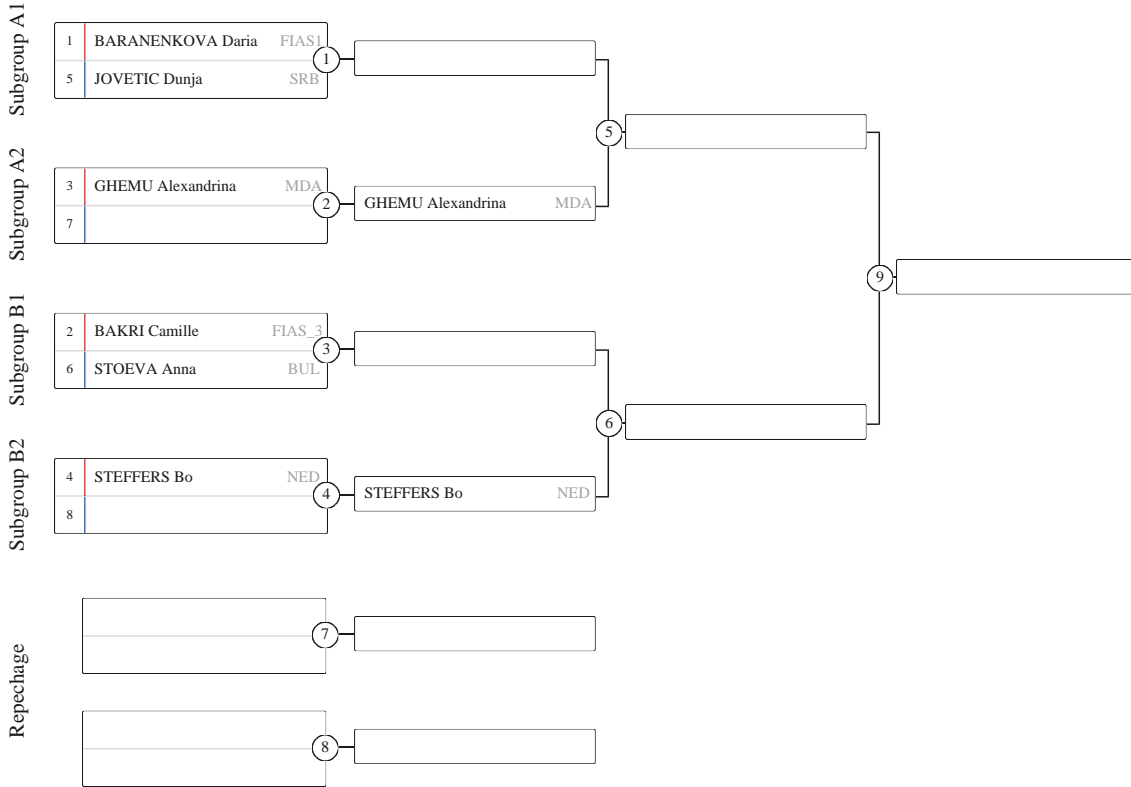 Subgroup A1
1 BARANENKOVA Daria FIAS1
5 JOVETIC Dunja SRB
1
5
Subgroup A2
3 GHEMU Alexandrina MDA
7
2
GHEMU Alexandrina MDA
9
Subgroup B1
2 BAKRI Camille FIAS_3
6 STOEVA Anna BUL
3
6
Subgroup B2
4 STEFFERS Bo NED
8
4
STEFFERS Bo NED
Repechage
7
8